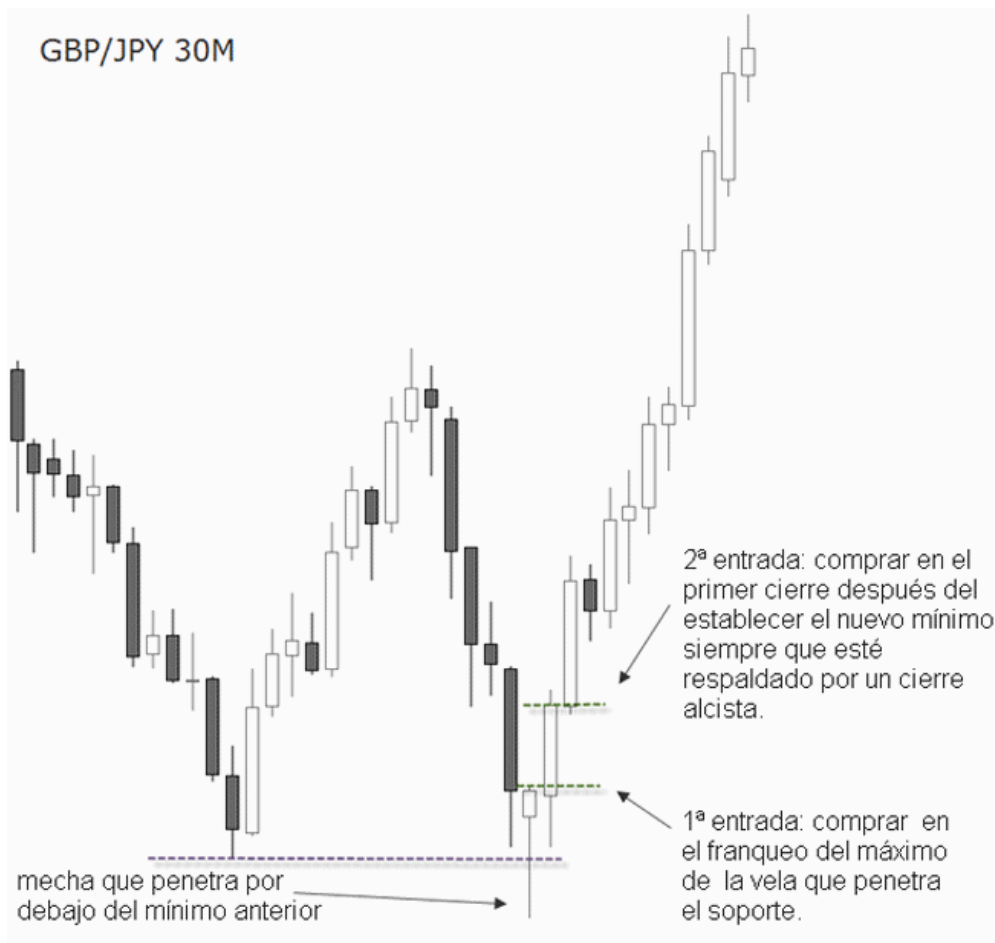 GBP/JPY 30M
2ª entrada: comprar en el
primer cierre después del
establecer el nuevo mínimo
siempre que esté
respaldado por un cierre
alcista.
1ª entrada: comprar en
el franqueo del máximo
de la vela que penetra
el soporte.
mecha que penetra por
debajo del mínimo anterior